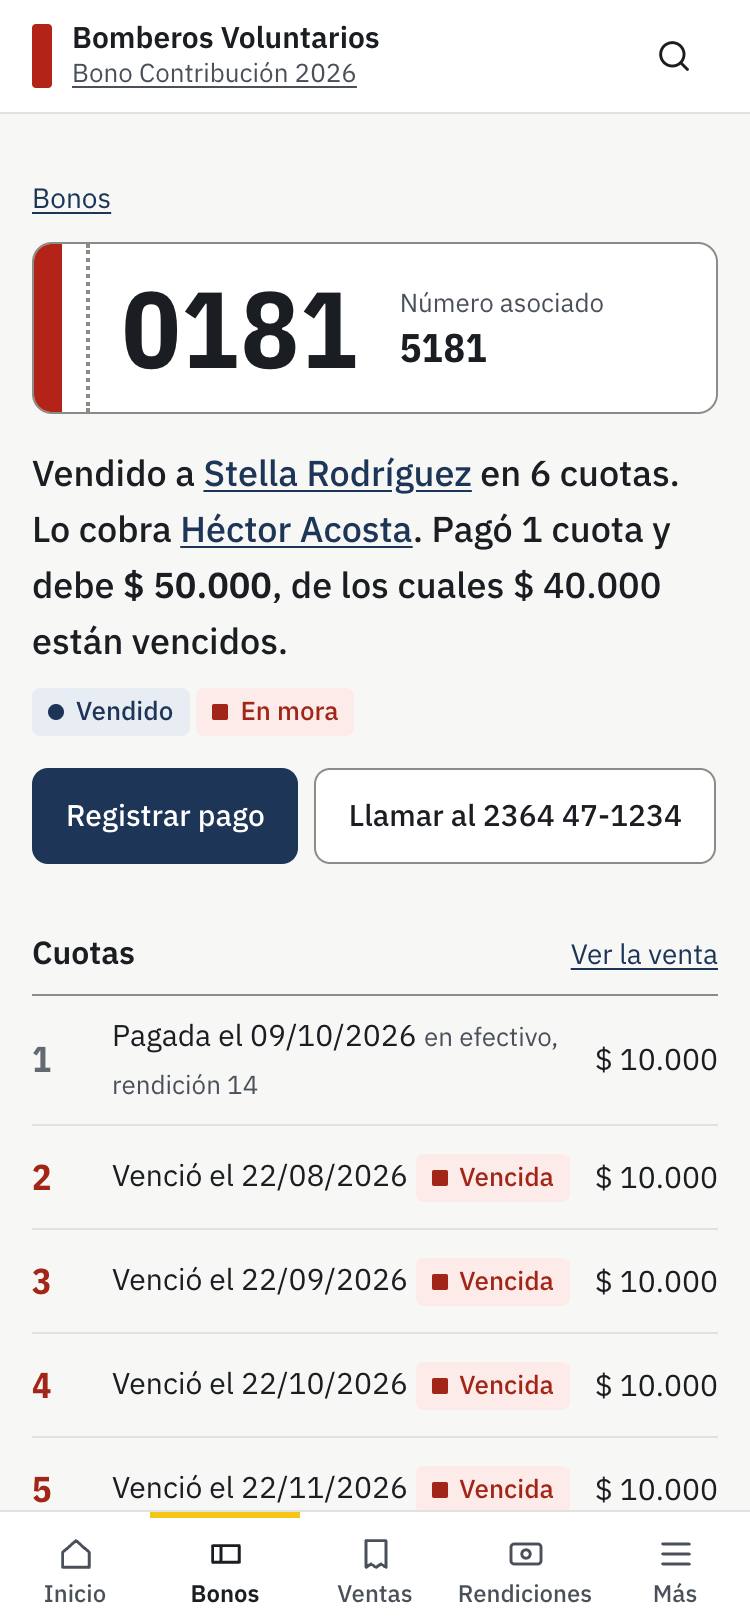 Bomberos Voluntarios
Bono Contribución 2026
Bonos
0181
Número asociado
5181
Vendido a Stella Rodríguez en 6 cuotas.
Lo cobra Héctor Acosta. Pagó 1 cuota y
debe $ 50.000, de los cuales $ 40.000
están vencidos.
Vendido
En mora
Registrar pago
Llamar al 2364 47-1234
Cuotas
Ver la venta
1 Pagada el 09/10/2026 en efectivo, $ 10.000
rendición 14
2 Venció el 22/08/2026 Vencida $ 10.000
3 Venció el 22/09/2026 Vencida $ 10.000
4 Venció el 22/10/2026 Vencida $ 10.000
5 Venció el 22/11/2026 Vencida $ 10.000
Inicio
Bonos
Ventas
Rendiciones
Más